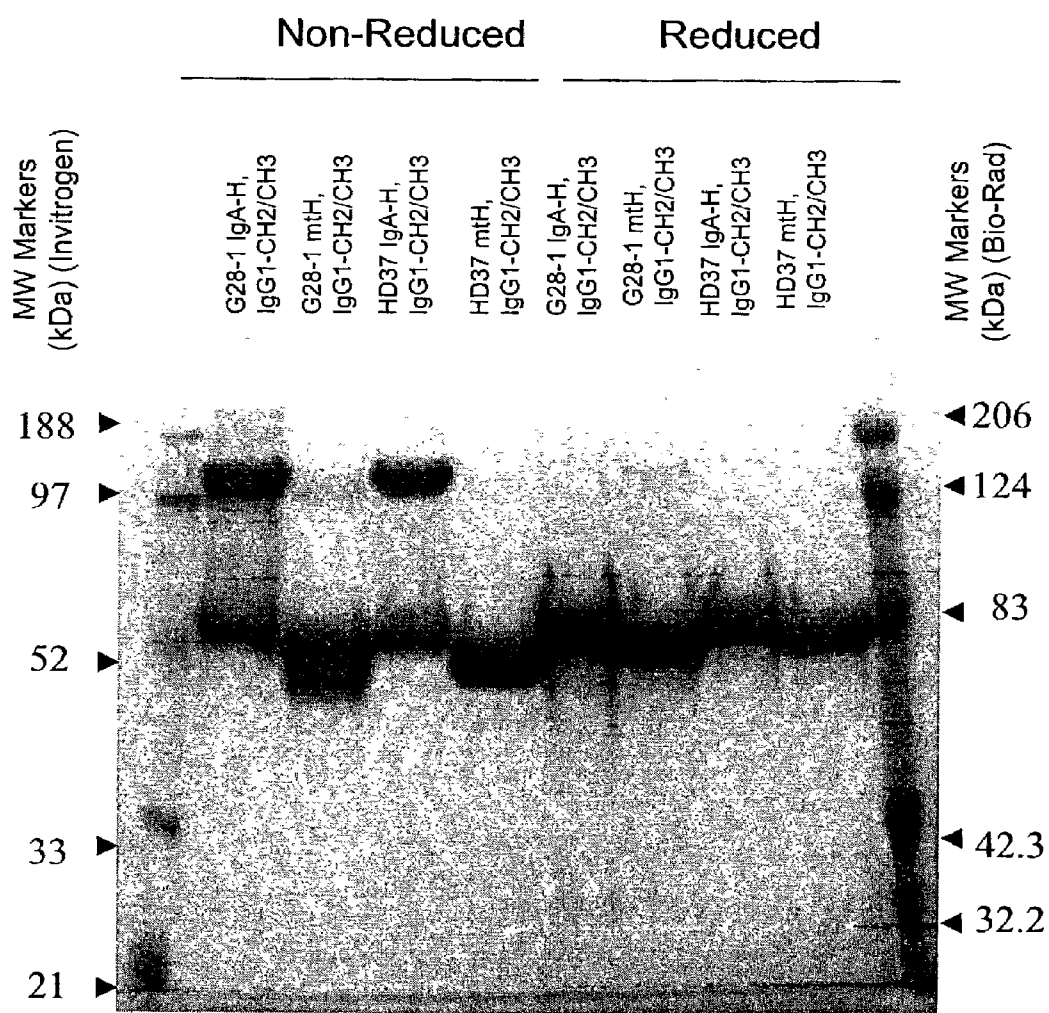 Non-Reduced
Reduced
MW Markers
(kDa) (Invitrogen)
G28-1 IgA-H,
IgG1-CH2/CH3
G28-1 mtH,
IgG1-CH2/CH3
HD37 IgA-H,
IgG1-CH2/CH3
HD37 mtH,
IgG1-CH2/CH3
G28-1 IgA-H,
IgG1-CH2/CH3
G28-1 mtH,
IgG1-CH2/CH3
HD37 IgA-H,
IgG1-CH2/CH3
HD37 mtH,
IgG1-CH2/CH3
MW Markers
(kDa) (Bio-Rad)
188
97
52
33
21
206
124
83
42.3
32.2